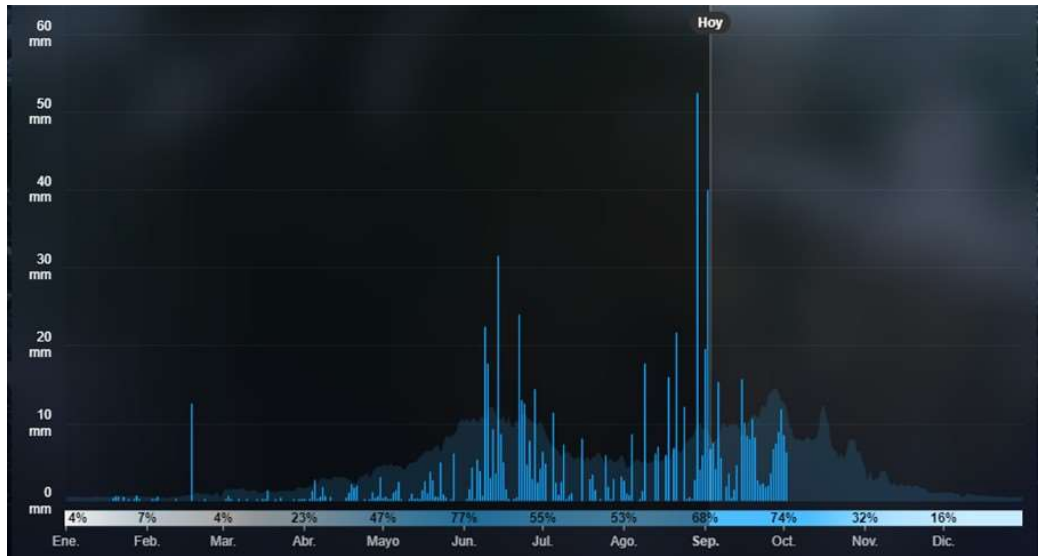 Hoy
60
mm
50
mm
40
mm
30
mm
20
mm
10
mm
0
mm
4% 7% 4% 23% 47% 77% 55% 53% 68% 74% 32% 16%
Ene. Feb. Mar. Abr. Mayo Jun. Jul. Ago. Sep. Oct. Nov. Dic.